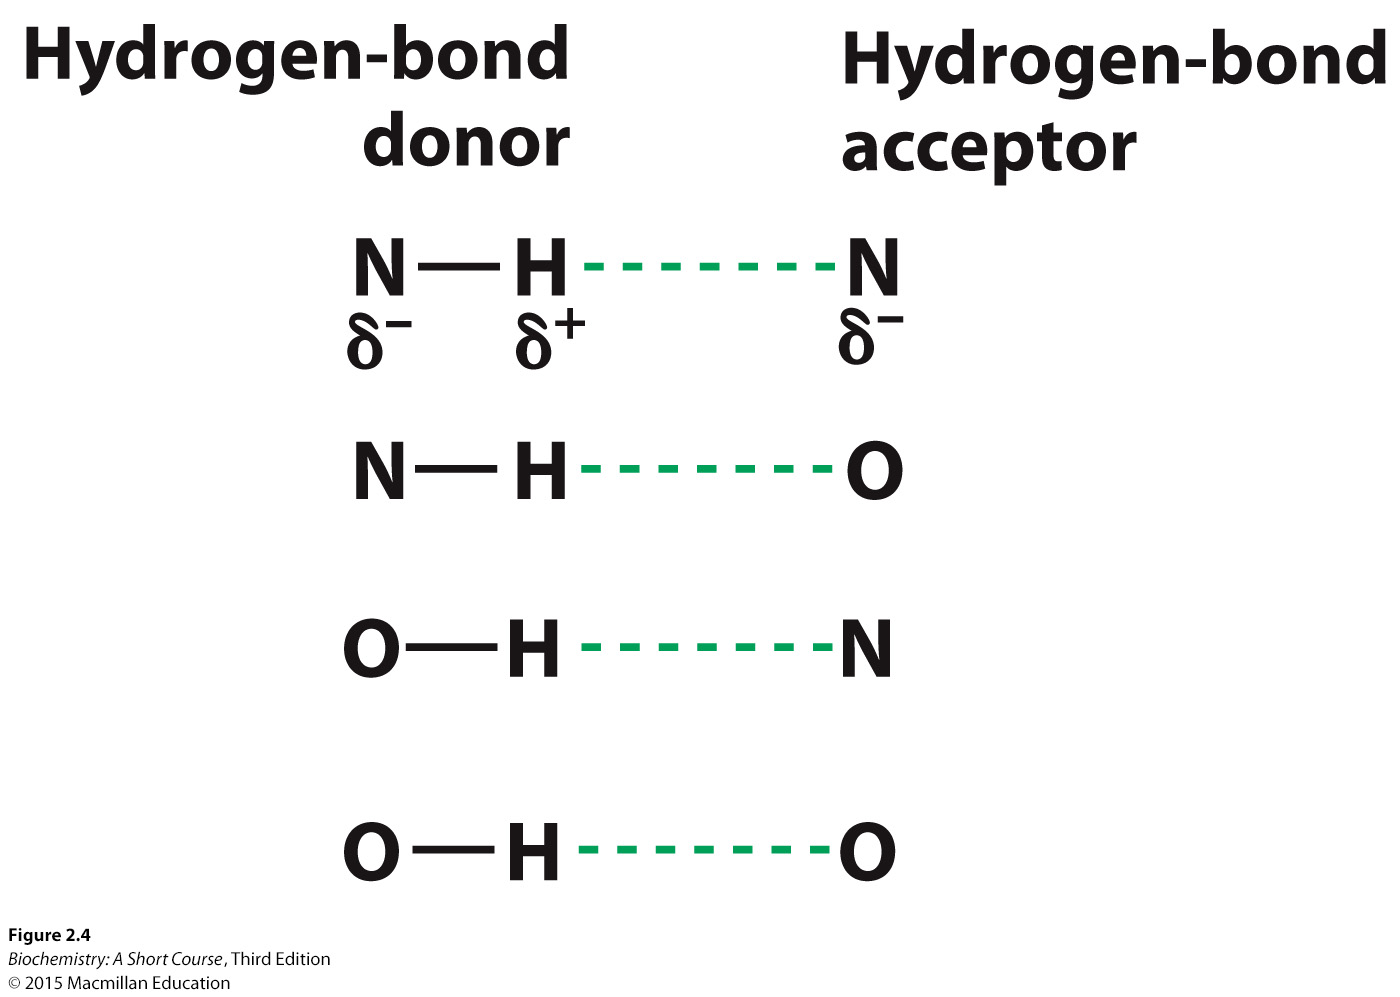 Hydrogen-bond donor
Hydrogen-bond acceptor
N — H - - - - - - - N
δ− δ+ δ−
N — H - - - - - - - O
O — H - - - - - - - N
O — H - - - - - - - O
Figure 2.4
Biochemistry: A Short Course, Third Edition
© 2015 Macmillan Education